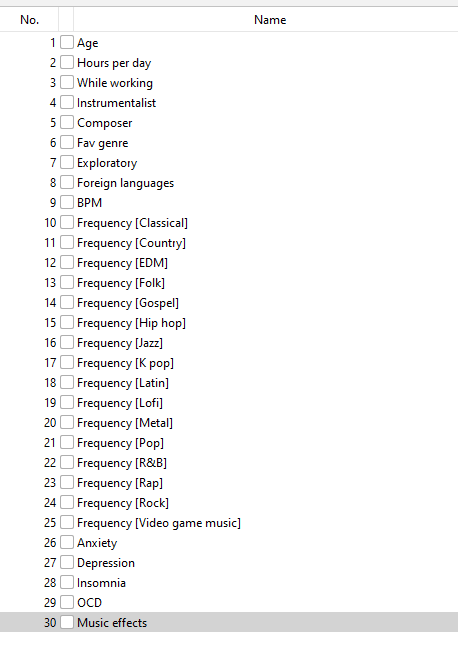 No. Name
1 Age
2 Hours per day
3 While working
4 Instrumentalist
5 Composer
6 Fav genre
7 Exploratory
8 Foreign languages
9 BPM
10 Frequency [Classical]
11 Frequency [Country]
12 Frequency [EDM]
13 Frequency [Folk]
14 Frequency [Gospel]
15 Frequency [Hip hop]
16 Frequency [Jazz]
17 Frequency [K pop]
18 Frequency [Latin]
19 Frequency [Lofi]
20 Frequency [Metal]
21 Frequency [Pop]
22 Frequency [R&B]
23 Frequency [Rap]
24 Frequency [Rock]
25 Frequency [Video game music]
26 Anxiety
27 Depression
28 Insomnia
29 OCD
30 Music effects